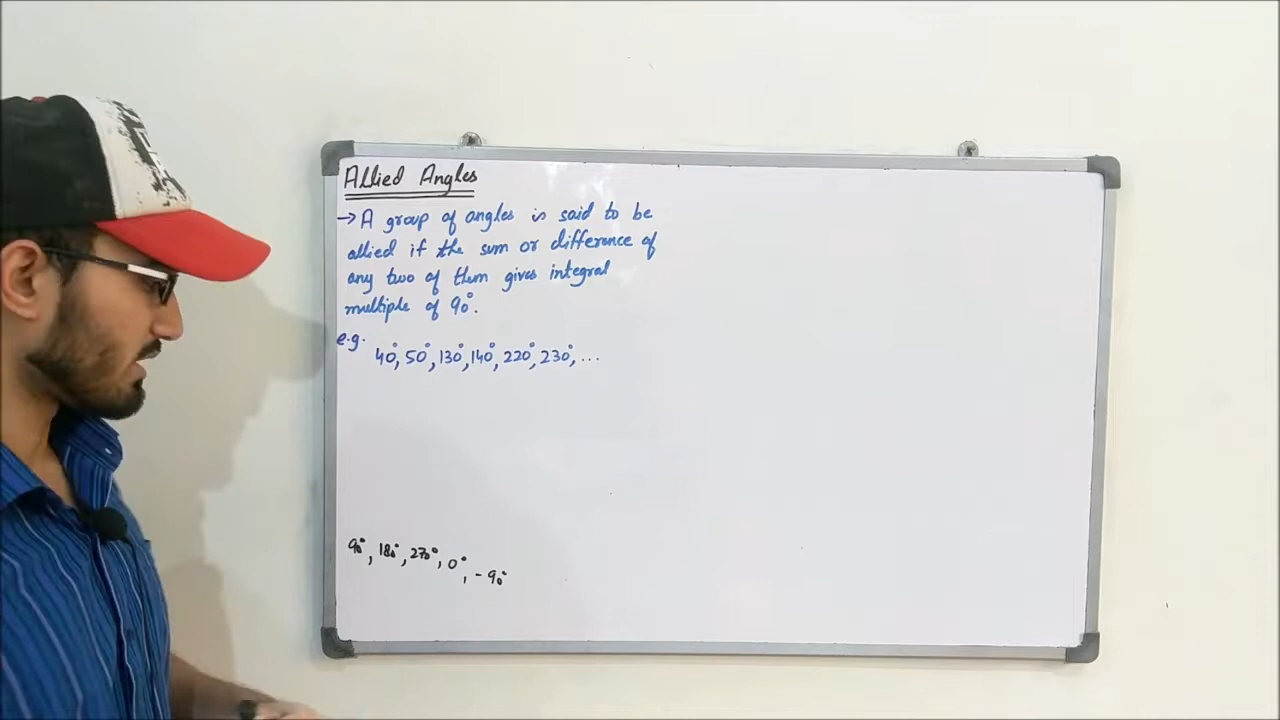 Allied Angles
→ A group of angles is said to be
allied if the sum or difference of
any two of them gives integral
multiple of 90°.
e.g.
40°, 50°, 130°, 140°, 220°, 230°, ...
90°, 180°, 270°, 0°, -90°